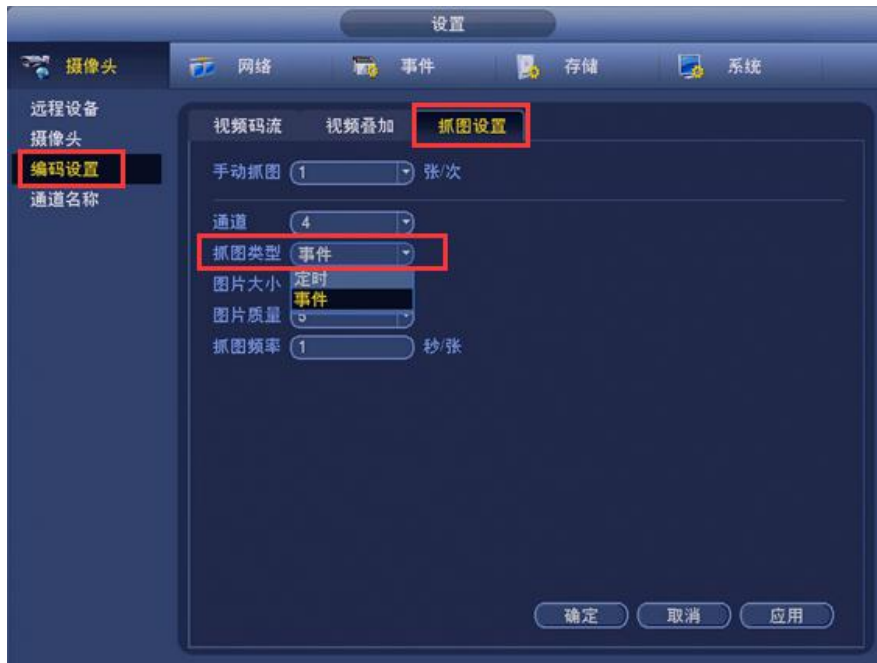 设置
摄像头 网络 事件 存储 系统
远程设备
摄像头
编码设置
通道名称
视频码流 视频叠加 抓图设置
手动抓图 1 张/次
通道 4
抓图类型 事件
图片大小 定时
事件
图片质量 5
抓图频率 1 秒/张
确定 取消 应用